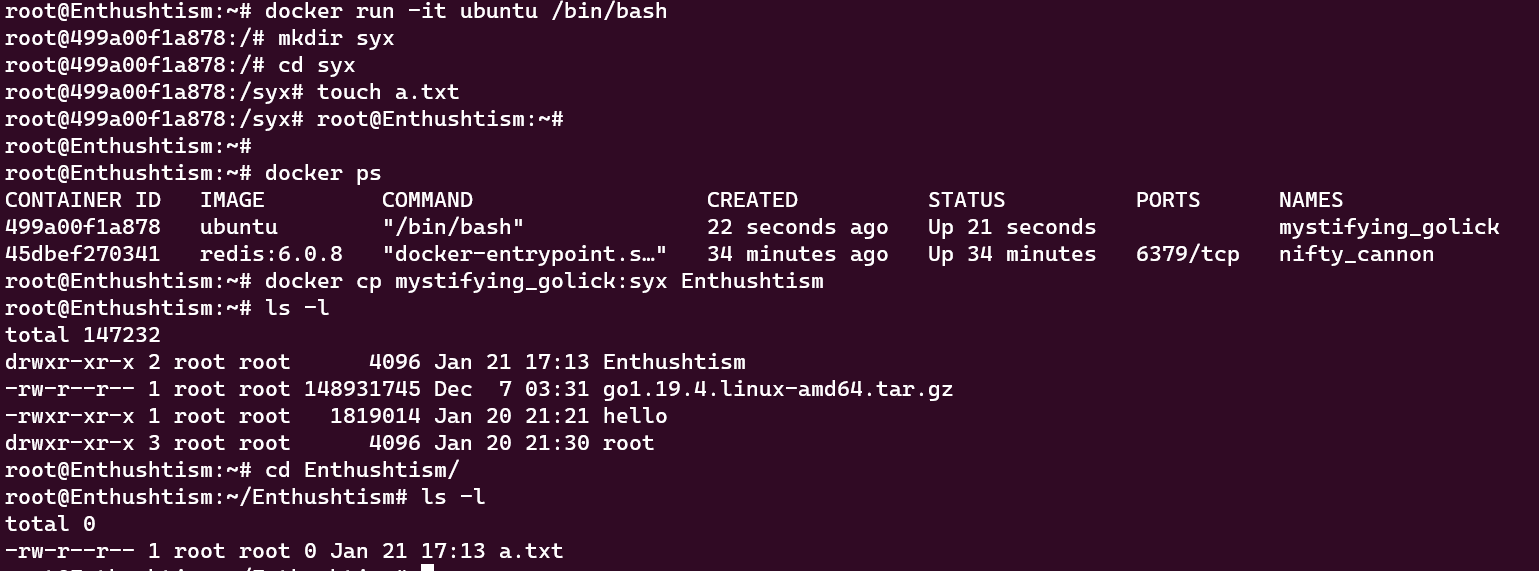 root@Enthushtism:~# docker run -it ubuntu /bin/bash
root@499a00f1a878:/# mkdir syx
root@499a00f1a878:/# cd syx
root@499a00f1a878:/syx# touch a.txt
root@499a00f1a878:/syx# root@Enthushtism:~#
root@Enthushtism:~#
root@Enthushtism:~# docker ps
CONTAINER ID   IMAGE         COMMAND                  CREATED          STATUS          PORTS      NAMES
499a00f1a878   ubuntu        "/bin/bash"              22 seconds ago   Up 21 seconds              mystifying_golick
45dbef270341   redis:6.0.8   "docker-entrypoint.s…"   34 minutes ago   Up 34 minutes   6379/tcp   nifty_cannon
root@Enthushtism:~# docker cp mystifying_golick:syx Enthushtism
root@Enthushtism:~# ls -l
total 147232
drwxr-xr-x 2 root root      4096 Jan 21 17:13 Enthushtism
-rw-r--r-- 1 root root 148931745 Dec  7 03:31 go1.19.4.linux-amd64.tar.gz
-rwxr-xr-x 1 root root   1819014 Jan 20 21:21 hello
drwxr-xr-x 3 root root      4096 Jan 20 21:30 root
root@Enthushtism:~# cd Enthushtism/
root@Enthushtism:~/Enthushtism# ls -l
total 0
-rw-r--r-- 1 root root 0 Jan 21 17:13 a.txt